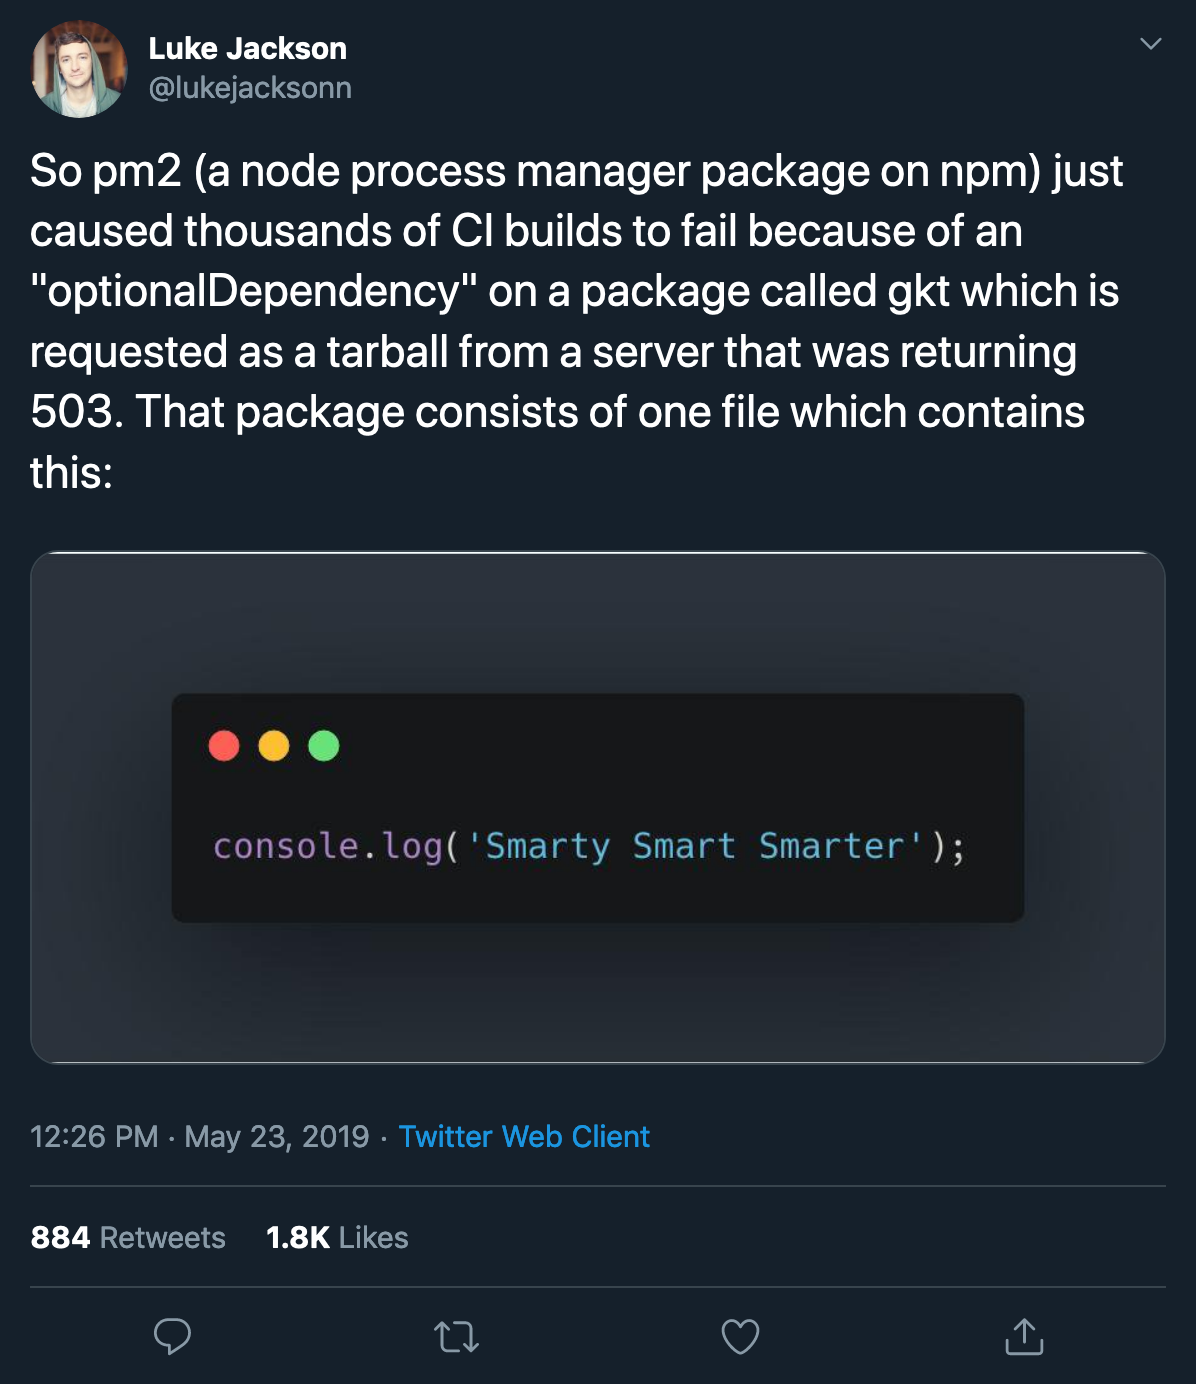 Luke Jackson
@lukejacksonn
So pm2 (a node process manager package on npm) just
caused thousands of CI builds to fail because of an
"optionalDependency" on a package called gkt which is
requested as a tarball from a server that was returning
503. That package consists of one file which contains
this:
console.log('Smarty Smart Smarter');
12:26 PM · May 23, 2019 · Twitter Web Client
884 Retweets 1.8K Likes